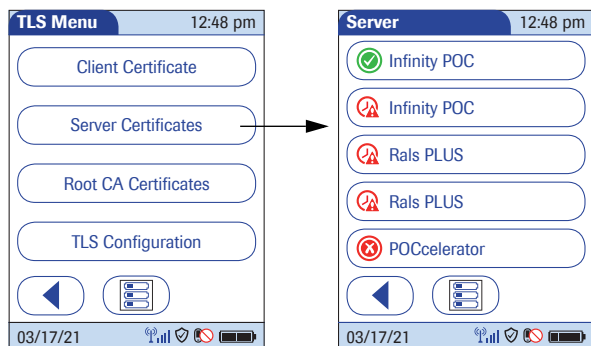 TLS Menu 12:48 pm
Client Certificate
Server Certificates
Root CA Certificates
TLS Configuration
03/17/21
Server 12:48 pm
Infinity POC
Infinity POC
Rals PLUS
Rals PLUS
POCcelerator
03/17/21